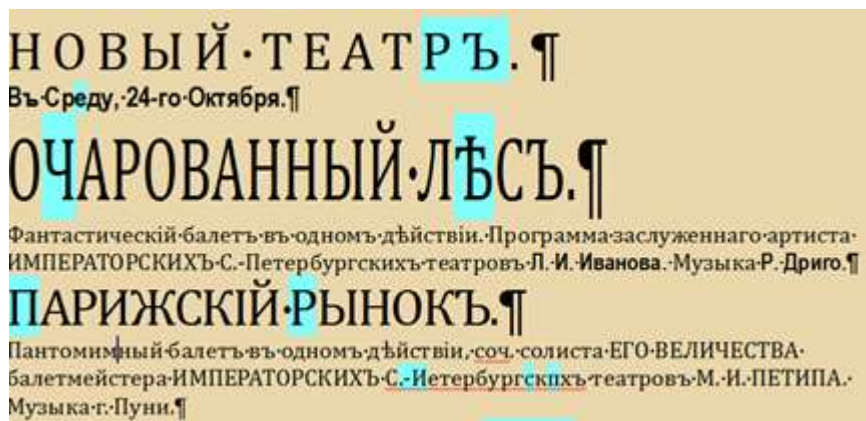 НОВЫЙ·ТЕАТРЪ.¶
Въ·Среду,·24-го·Октября.¶
ОЧАРОВАННЫЙ·ЛѢСЪ.¶
Фантастическій·балетъ·въ·одномъ·дѣйствіи.·Программа·заслуженнаго·артиста·
ИМПЕРАТОРСКИХЪ·С.-Петербургскихъ·театровъ·Л.·И.·Иванова.·Музыка·Р.·Дриго.¶
ПАРИЖСКІЙ·РЫНОКЪ.¶
Пантомимный·балетъ·въ·одномъ·дѣйствіи,·соч.·солиста·ЕГО·ВЕЛИЧЕСТВА·
балетмейстера·ИМПЕРАТОРСКИХЪ·С.-Иетербургскпхъ·театровъ·М.·И.·ПЕТИПА.·
Музыка·г.·Пуни.¶